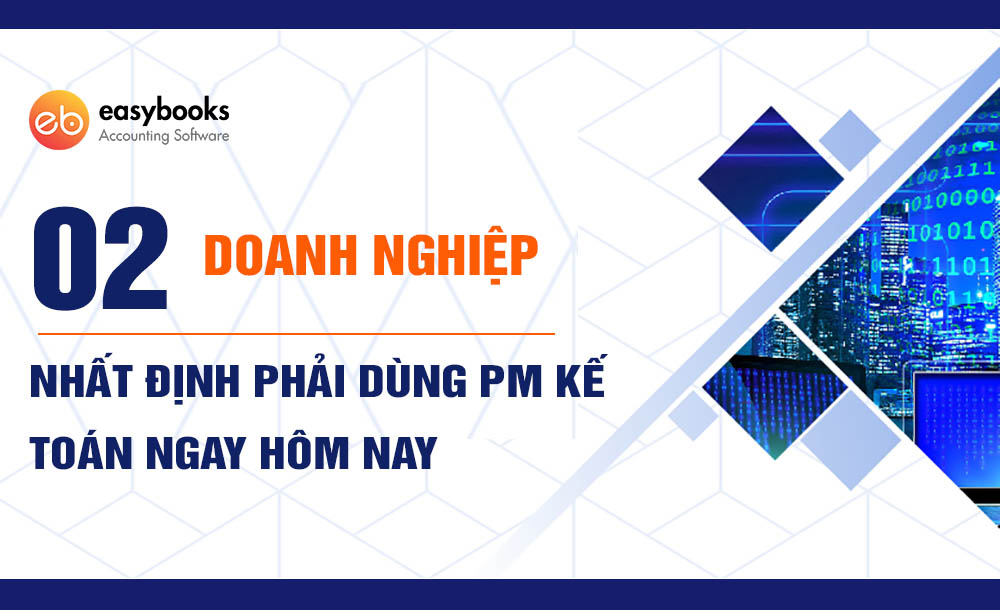 eb easybooks
Accounting Software
02 DOANH NGHIỆP
NHẤT ĐỊNH PHẢI DÙNG PM KẾ
TOÁN NGAY HÔM NAY